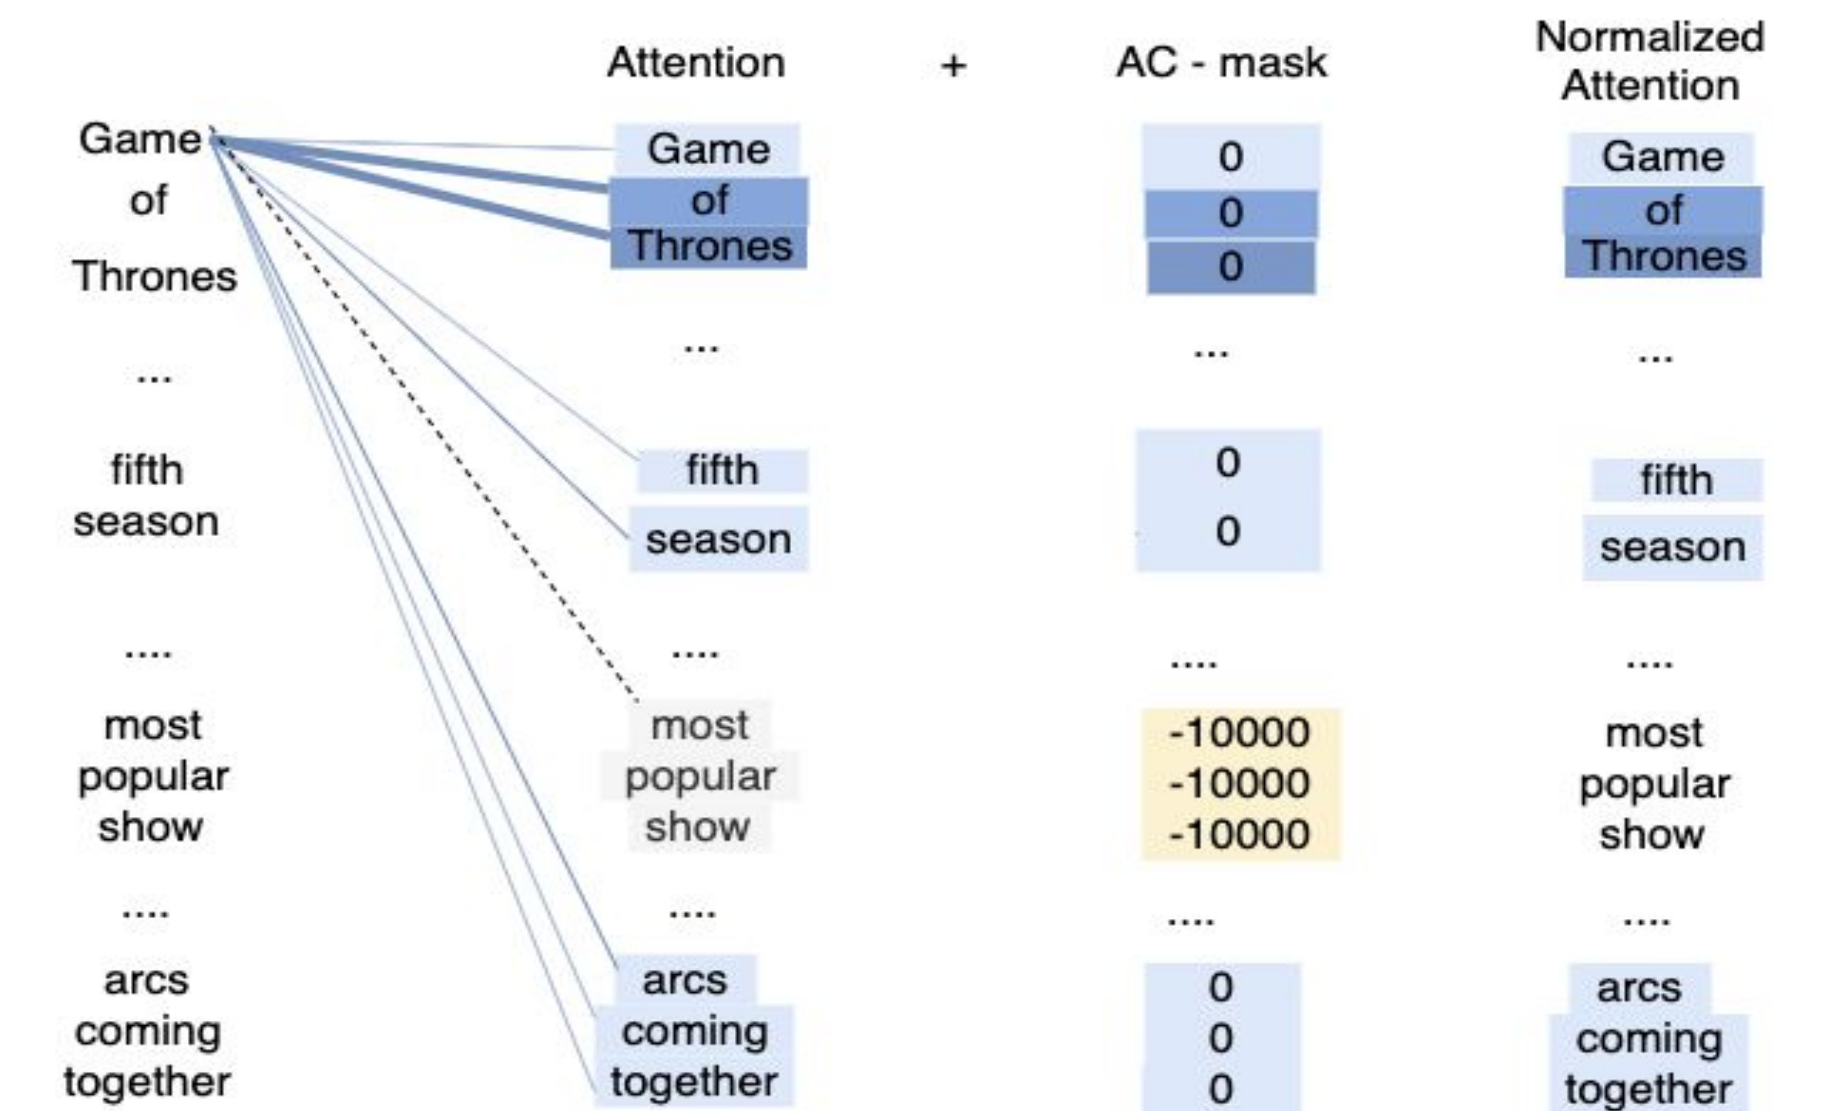 Attention + AC - mask Normalized
Attention
Game Game 0 Game
of of 0 of
Thrones Thrones 0 Thrones
... ... ... ...
fifth fifth 0 fifth
season season 0 season
.... .... .... ....
most most -10000 most
popular popular -10000 popular
show show -10000 show
.... .... .... ....
arcs arcs 0 arcs
coming coming 0 coming
together together 0 together